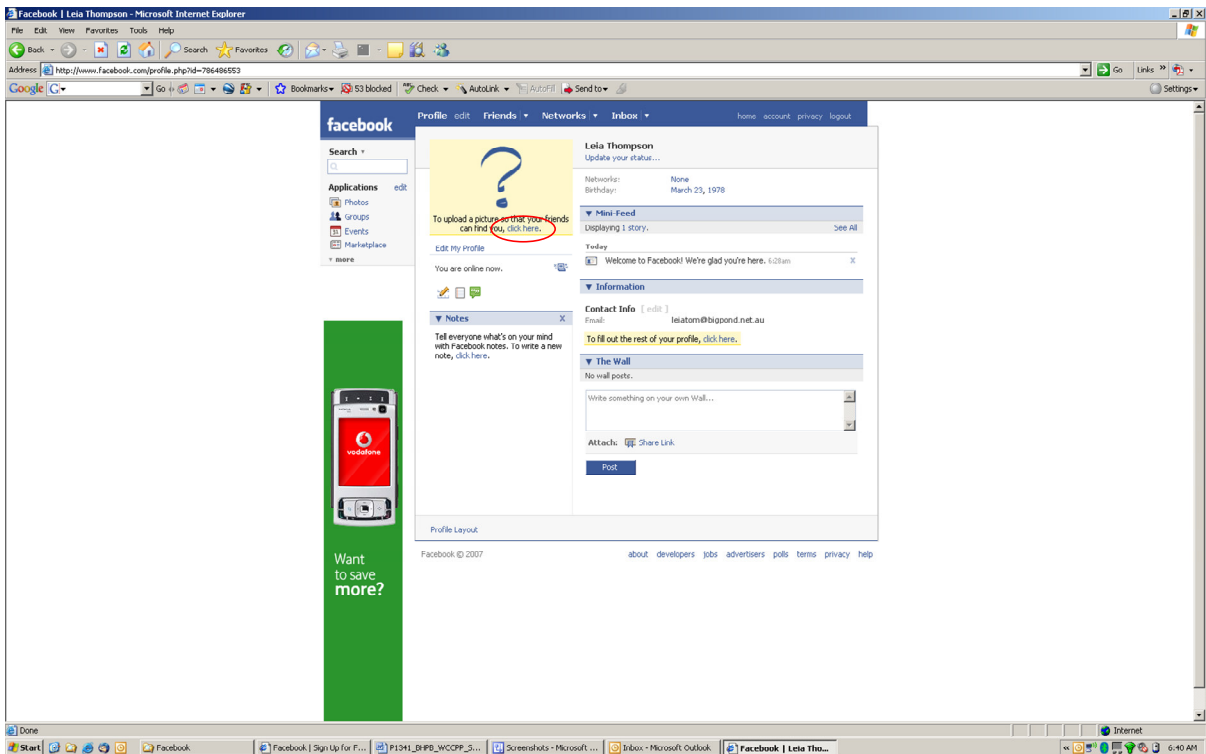 Facebook | Leia Thompson - Microsoft Internet Explorer
File Edit View Favorites Tools Help
Back Search Favorites
Address http://www.facebook.com/profile.php?id=786486553 Go Links »
Google G Go Bookmarks 53 blocked Check AutoLink AutoFill Send to Settings
facebook
Profile edit Friends Networks Inbox home account privacy logout
Search
Applications edit
Photos
Groups
Events
Marketplace
more
?
To upload a picture so that your friends
can find you, click here.
Edit My Profile
You are online now.
Notes X
Tell everyone what's on your mind
with Facebook notes. To write a new
note, click here.
Leia Thompson
Update your status...
Networks: None
Birthday: March 23, 1978
Mini-Feed
Displaying 1 story. See All
Today
Welcome to Facebook! We're glad you're here. 6:28am X
Information
Contact Info [ edit ]
Email: leiatom@bigpond.net.au
To fill out the rest of your profile, click here.
The Wall
No wall posts.
Write something on your own Wall...
Attach: Share Link
Post
Profile Layout
vodafone
Want
to save
more?
Facebook © 2007 about developers jobs advertisers polls terms privacy help
Done Internet
Start Facebook Facebook | Sign Up for F... P1341_BHPB_WCCPP_S... Screenshots - Microsoft ... Inbox - Microsoft Outlook Facebook | Leia Tho... « 6:40 AM